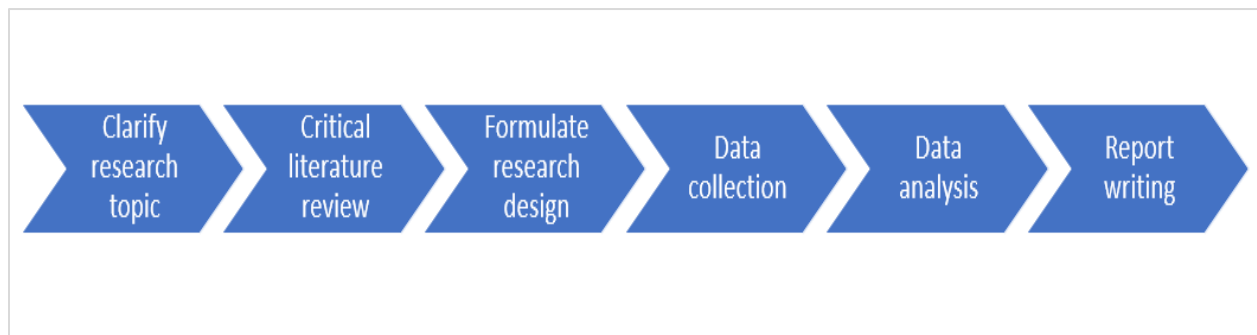 Clarify
research
topic
Critical
literature
review
Formulate
research
design
Data
collection
Data
analysis
Report
writing